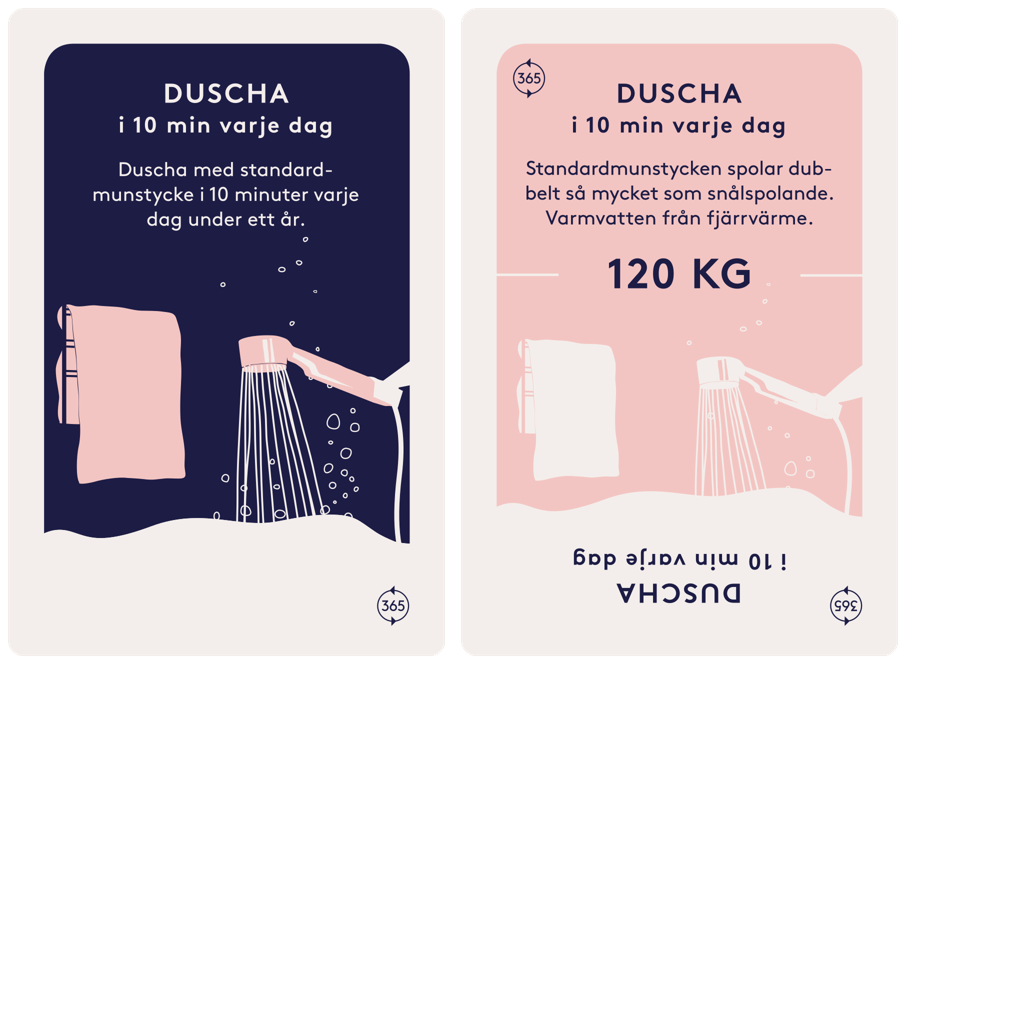 DUSCHA
i 10 min varje dag
Duscha med standard-
munstycke i 10 minuter varje
dag under ett år.
365
365
DUSCHA
i 10 min varje dag
Standardmunstycken spolar dub-
belt så mycket som snålspolande.
Varmvatten från fjärrvärme.
120 KG
DUSCHA
i 10 min varje dag
365